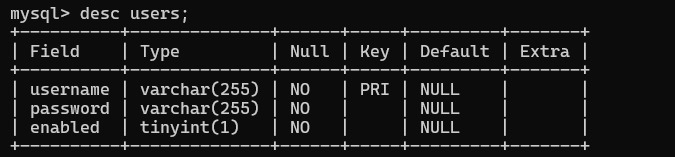 mysql> desc users;
+----------+--------------+------+-----+---------+-------+
| Field    | Type         | Null | Key | Default | Extra |
+----------+--------------+------+-----+---------+-------+
| username | varchar(255) | NO   | PRI | NULL    |       |
| password | varchar(255) | NO   |     | NULL    |       |
| enabled  | tinyint(1)   | NO   |     | NULL    |       |
+----------+--------------+------+-----+---------+-------+